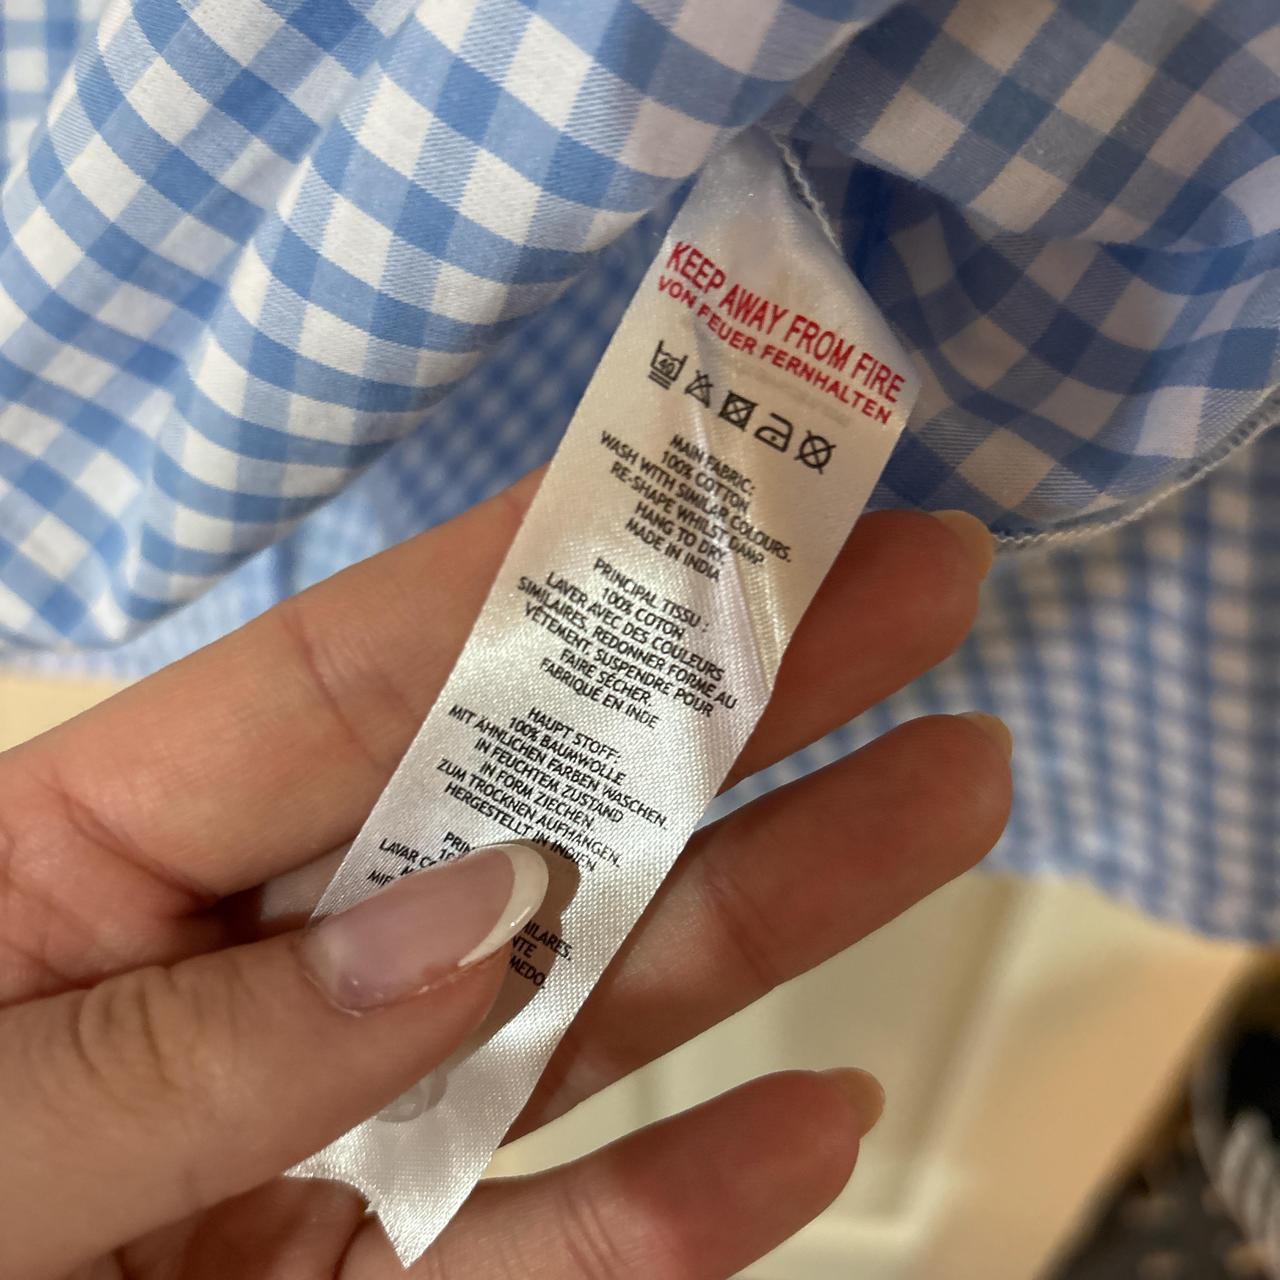 KEEP AWAY FROM FIRE
VON FEUER FERNHALTEN
40
MAIN FABRIC:
100% COTTON
WASH WITH SIMILAR COLOURS.
RE-SHAPE WHILST DAMP
HANG TO DRY
MADE IN INDIA
PRINCIPAL TISSU :
100% COTON
LAVER AVEC DES COULEURS
SIMILAIRES. REDONNER FORME AU
VÊTEMENT. SUSPENDRE POUR
FAIRE SÉCHER.
FABRIQUÉ EN INDE
HAUPT STOFF:
100% BAUMWOLLE
MIT ÄHNLICHEN FARBEN WASCHEN.
IN FEUCHTEM ZUSTAND
IN FORM ZIECHEN.
ZUM TROCKNEN AUFHÄNGEN.
HERGESTELLT IN INDIEN
LAVAR